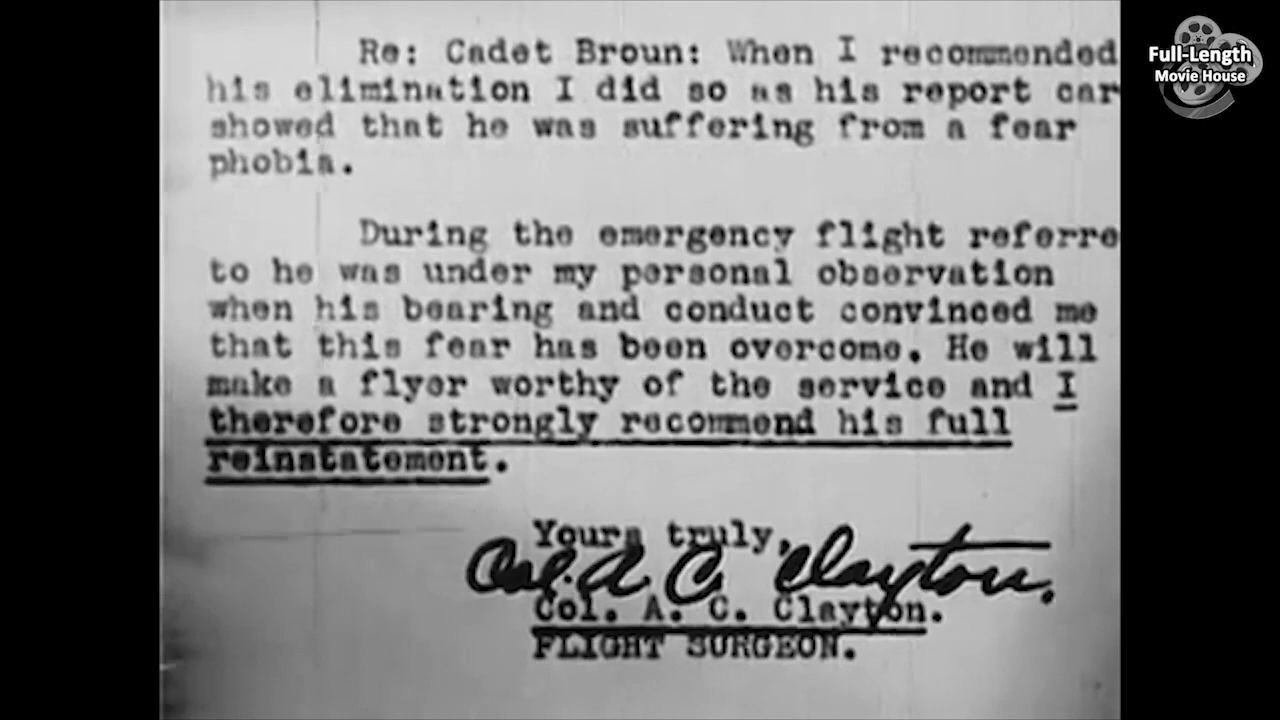 Re: Cadet Broun: When I recommended
his elimination I did so as his report car
showed that he was suffering from a fear
phobia.
During the emergency flight referre
to he was under my personal observation
when his bearing and conduct convinced me
that this fear has been overcome. He will
make a flyer worthy of the service and I
therefore strongly recommend his full
reinstatement.
Yours truly,
Col. A. C. Clayton.
Col. A. C. Clayton.
FLIGHT SURGEON.
Full-Length
Movie House